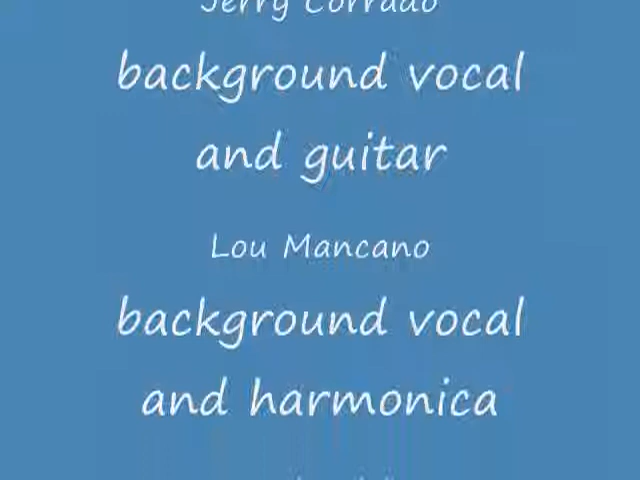 Jerry Corrado
background vocal
and guitar
Lou Mancano
background vocal
and harmonica